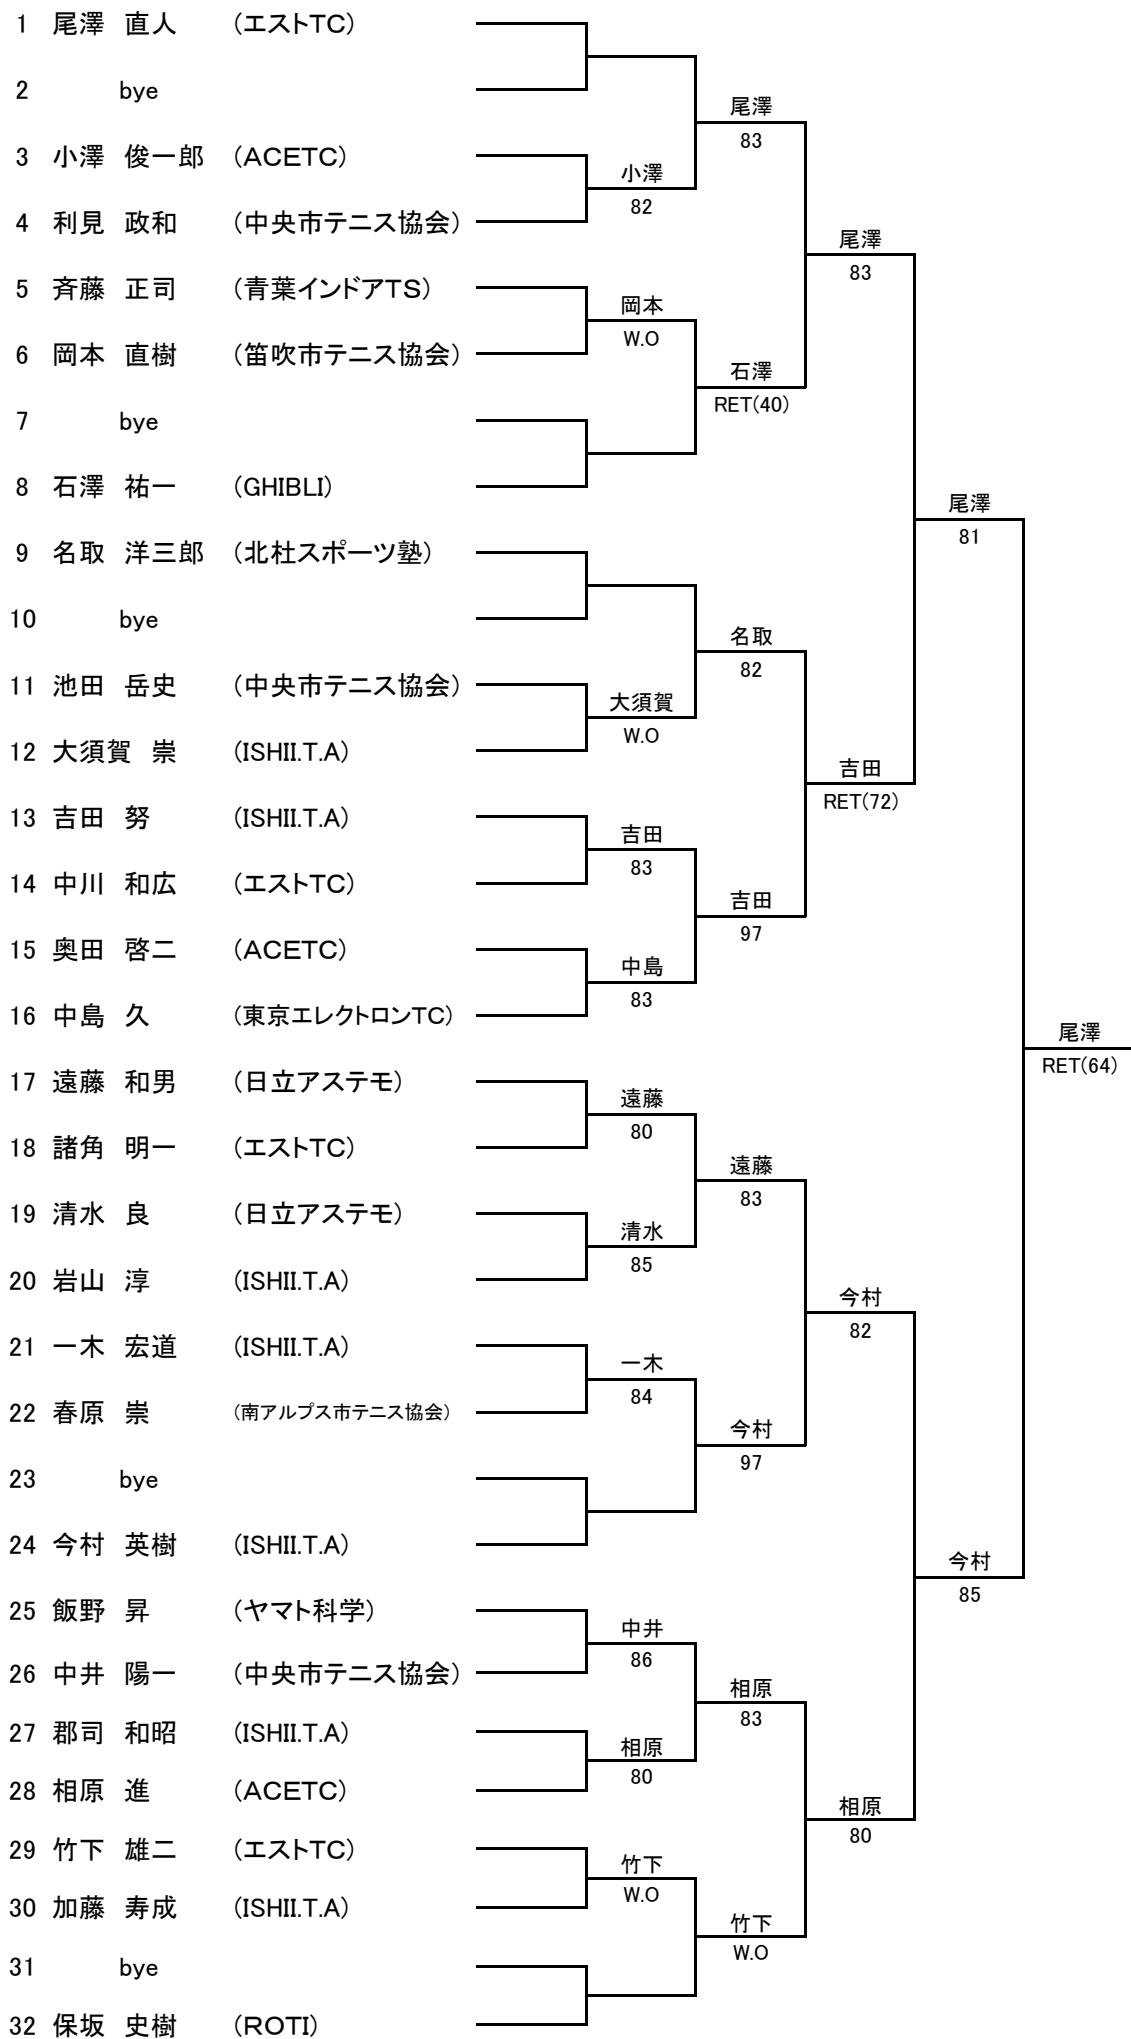 1 尾澤 直人 (エストTC)
2 bye
尾澤
83
3 小澤 俊一郎 (ACETC)
小澤
82
4 利見 政和 (中央市テニス協会)
尾澤
83
5 斉藤 正司 (青葉インドアTS)
岡本
W.O
6 岡本 直樹 (笛吹市テニス協会)
石澤
RET(40)
7 bye
8 石澤 祐一 (GHIBLI)
尾澤
81
9 名取 洋三郎 (北杜スポーツ塾)
10 bye
名取
82
11 池田 岳史 (中央市テニス協会)
大須賀
W.O
12 大須賀 崇 (ISHII.T.A)
吉田
RET(72)
13 吉田 努 (ISHII.T.A)
吉田
83
14 中川 和広 (エストTC)
吉田
97
15 奥田 啓二 (ACETC)
中島
83
16 中島 久 (東京エレクトロンTC)
尾澤
RET(64)
17 遠藤 和男 (日立アステモ)
遠藤
80
18 諸角 明一 (エストTC)
遠藤
83
19 清水 良 (日立アステモ)
清水
85
20 岩山 淳 (ISHII.T.A)
今村
82
21 一木 宏道 (ISHII.T.A)
一木
84
22 春原 崇 (南アルプス市テニス協会)
今村
97
23 bye
24 今村 英樹 (ISHII.T.A)
今村
85
25 飯野 昇 (ヤマト科学)
中井
86
26 中井 陽一 (中央市テニス協会)
相原
83
27 郡司 和昭 (ISHII.T.A)
相原
80
28 相原 進 (ACETC)
相原
80
29 竹下 雄二 (エストTC)
竹下
W.O
30 加藤 寿成 (ISHII.T.A)
竹下
W.O
31 bye
32 保坂 史樹 (ROTI)